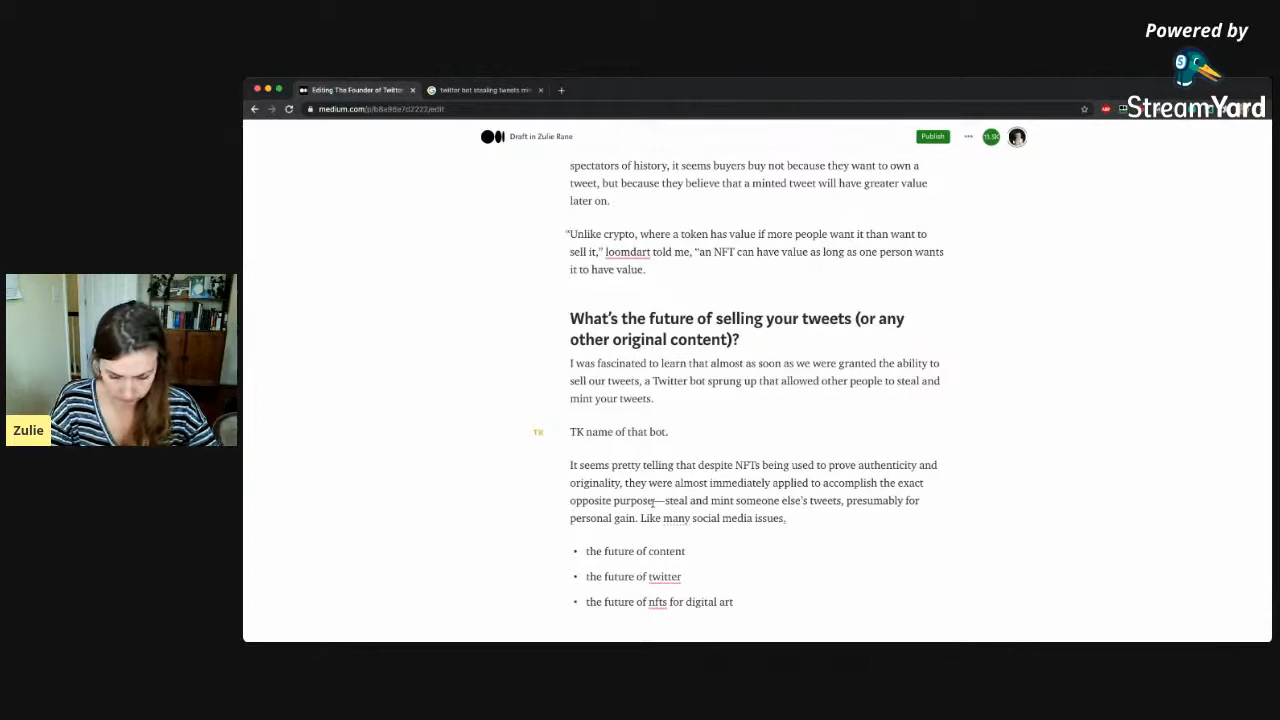 Powered by
StreamYard
Editing The Founder of Twitter
twitter bot stealing tweets min
medium.com/p/b8a96e7d2222/edit
Draft in Zulie Rane
Publish
spectators of history, it seems buyers buy not because they want to own a
tweet, but because they believe that a minted tweet will have greater value
later on.
“Unlike crypto, where a token has value if more people want it than want to
sell it,” loomdart told me, “an NFT can have value as long as one person wants
it to have value.
What’s the future of selling your tweets (or any
other original content)?
I was fascinated to learn that almost as soon as we were granted the ability to
sell our tweets, a Twitter bot sprung up that allowed other people to steal and
mint your tweets.
TK TK name of that bot.
It seems pretty telling that despite NFTs being used to prove authenticity and
originality, they were almost immediately applied to accomplish the exact
opposite purpose—steal and mint someone else’s tweets, presumably for
personal gain. Like many social media issues,
• the future of content
• the future of twitter
• the future of nfts for digital art
Zulie